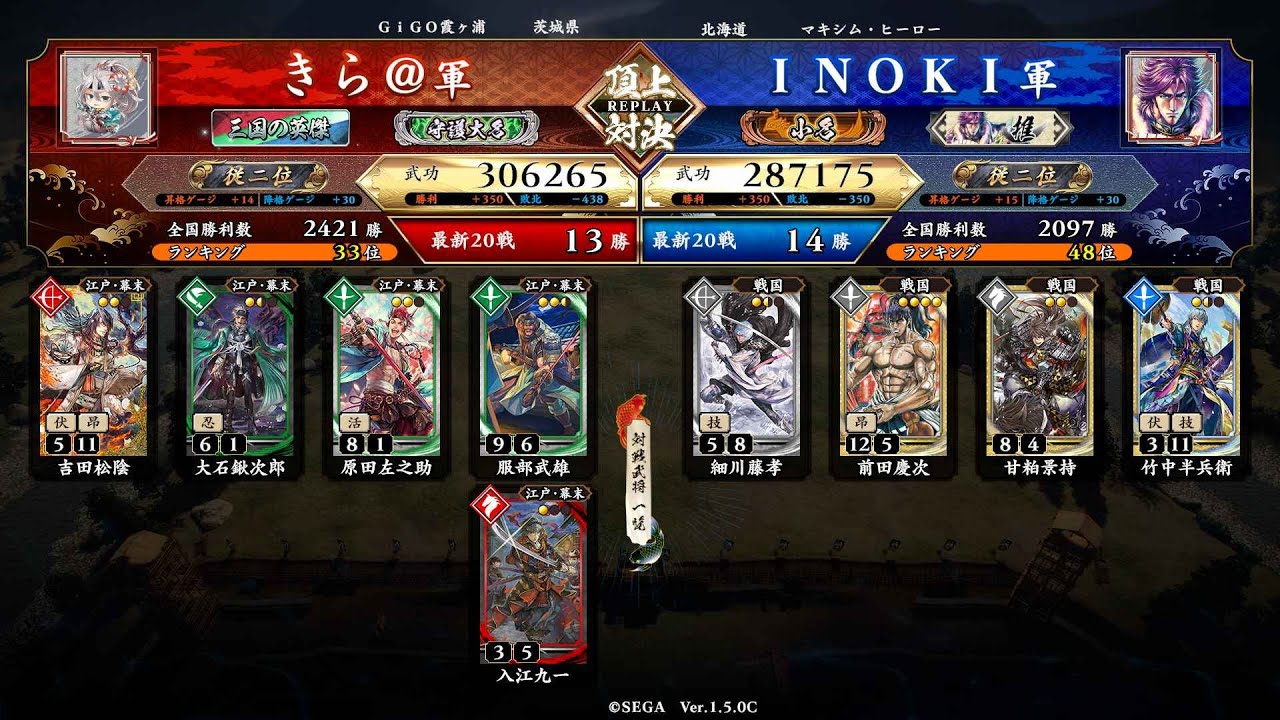 GiGO霞ヶ浦 茨城県
北海道 マキシム・ヒーロー
きら@軍
頂上
REPLAY
対決
INOKI軍
三国の英傑 守護大名
小名 推
従二位
昇格ゲージ +14 降格ゲージ +30
武功 306265
勝利 +350 敗北 -438
武功 287175
勝利 +350 敗北 -350
従二位
昇格ゲージ +15 降格ゲージ +30
全国勝利数 2421勝
ランキング 33位
最新20戦 13勝
最新20戦 14勝
全国勝利数 2097勝
ランキング 48位
江戸・幕末
伏 昂
5 11
吉田松陰
江戸・幕末
忍
6 1
大石鍬次郎
江戸・幕末
活
8 1
原田左之助
江戸・幕末
9 6
服部武雄
戦国
技
5 8
細川藤孝
戦国
昂
12 5
前田慶次
戦国
8 4
甘粕景持
戦国
伏 技
3 11
竹中半兵衛
対戦武将一覧
江戸・幕末
3 5
入江九一
©SEGA Ver.1.5.0C